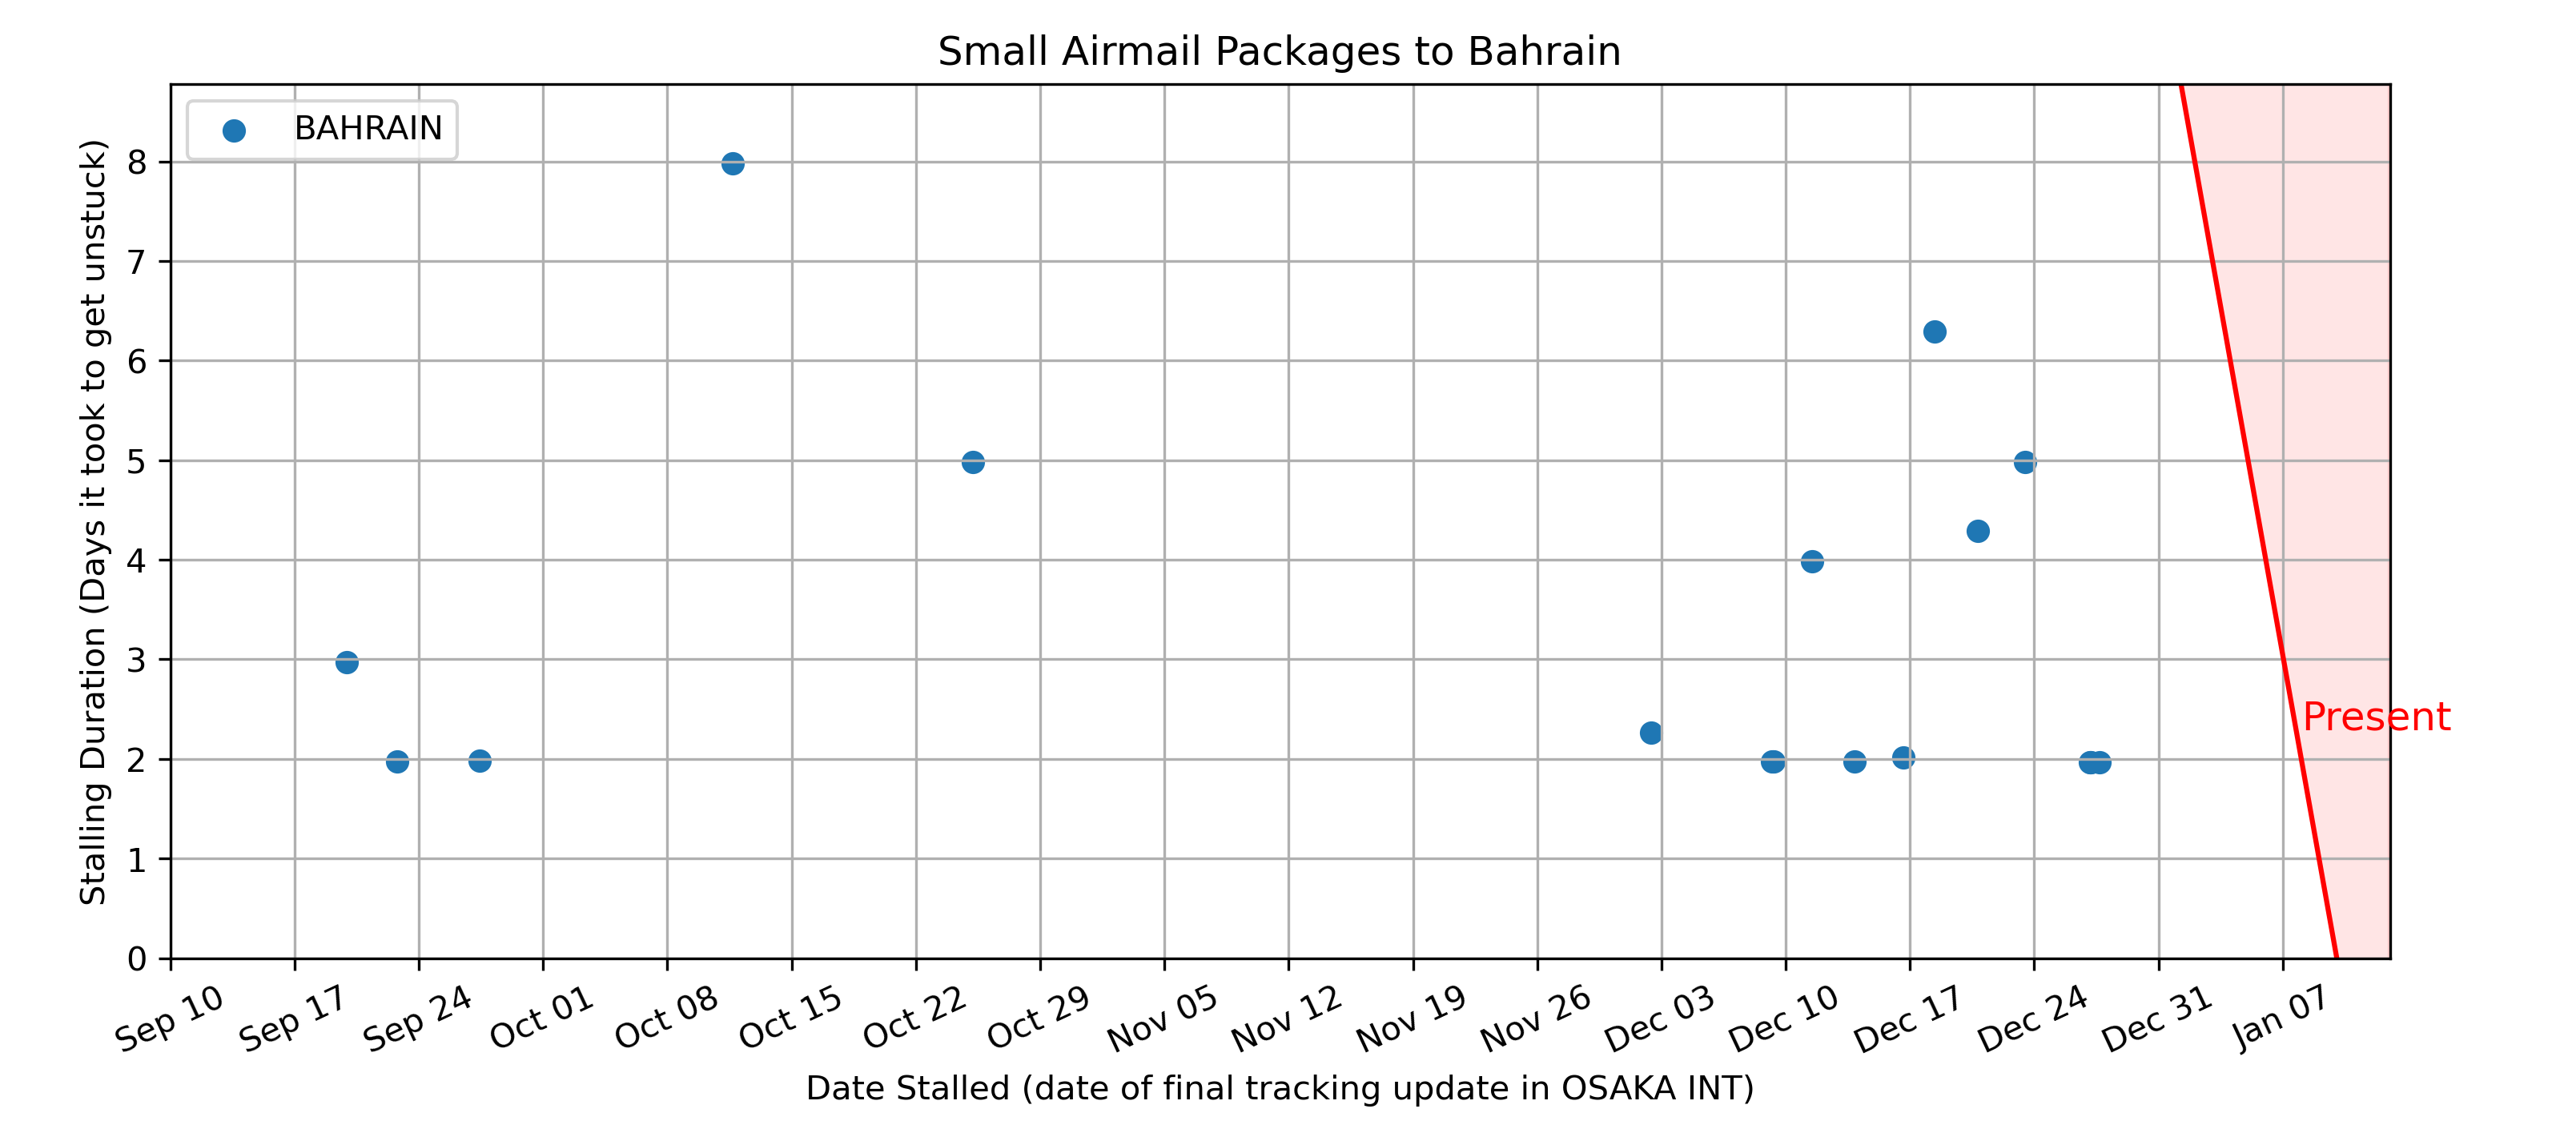 Small Airmail Packages to Bahrain
BAHRAIN
Stalling Duration (Days it took to get unstuck)
8
7
6
5
4
3
2
1
0
Present
Sep 10 Sep 17 Sep 24 Oct 01 Oct 08 Oct 15 Oct 22 Oct 29 Nov 05 Nov 12 Nov 19 Nov 26 Dec 03 Dec 10 Dec 17 Dec 24 Dec 31 Jan 07
Date Stalled (date of final tracking update in OSAKA INT)